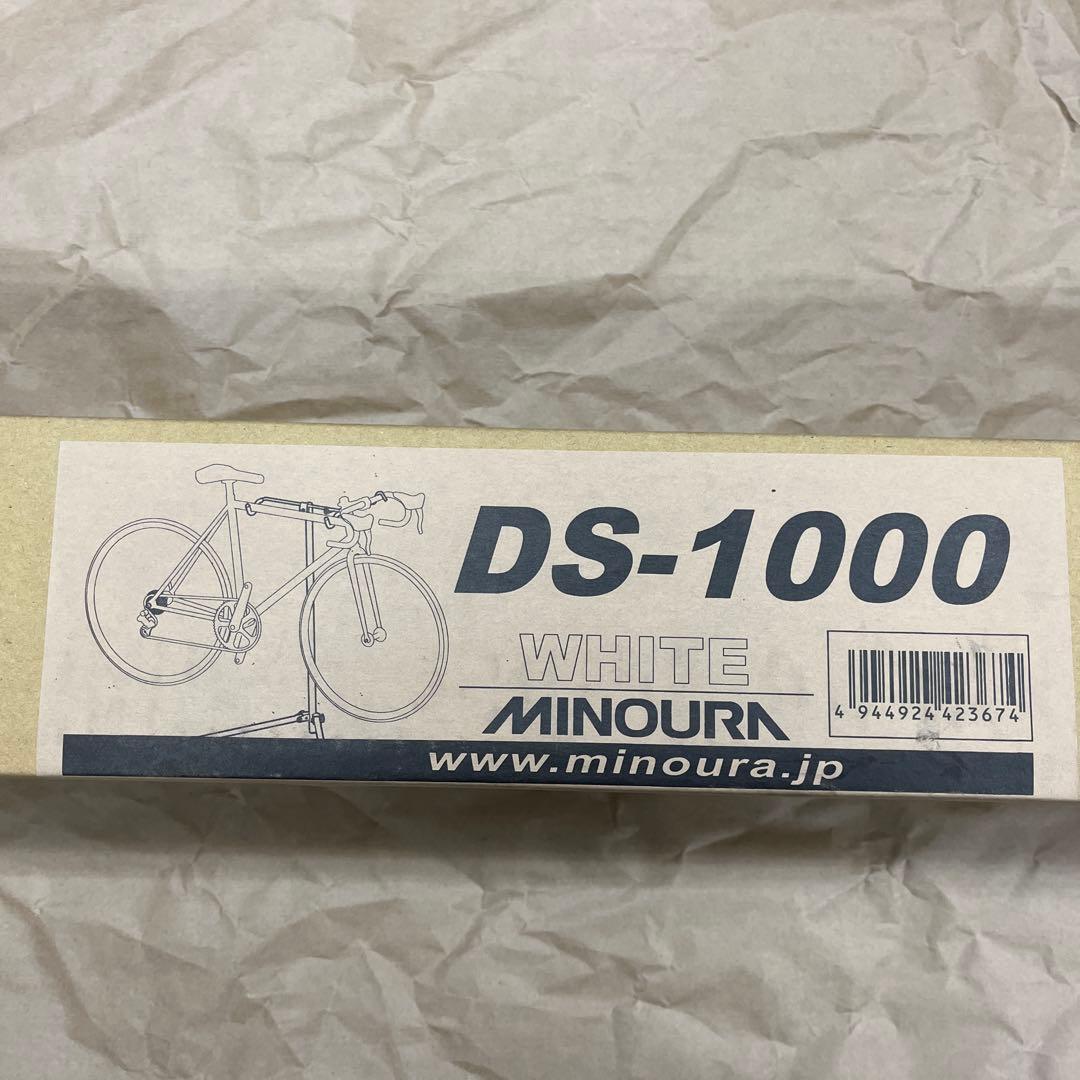 DS-1000
WHITE
MINOURA
4 944924 423674
www.minoura.jp